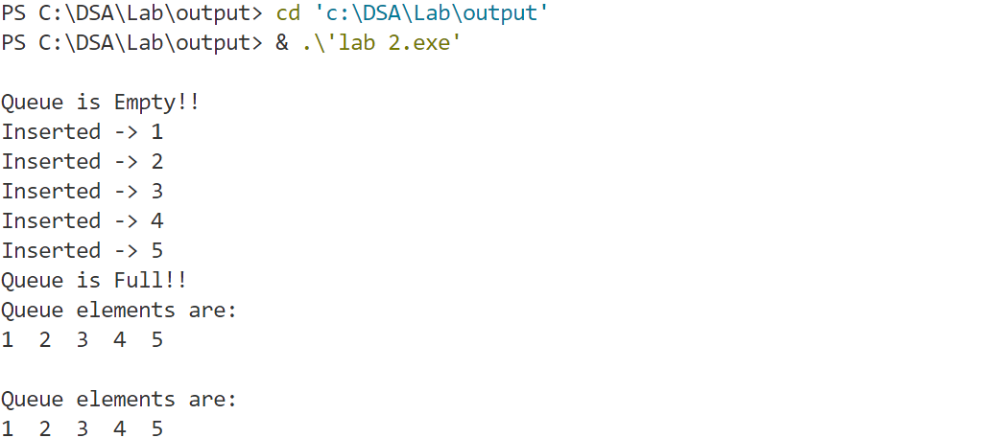 PS C:\DSA\Lab\output> cd 'c:\DSA\Lab\output'
PS C:\DSA\Lab\output> & .\'lab 2.exe'
Queue is Empty!!
Inserted -> 1
Inserted -> 2
Inserted -> 3
Inserted -> 4
Inserted -> 5
Queue is Full!!
Queue elements are:
1  2  3  4  5
Queue elements are:
1  2  3  4  5